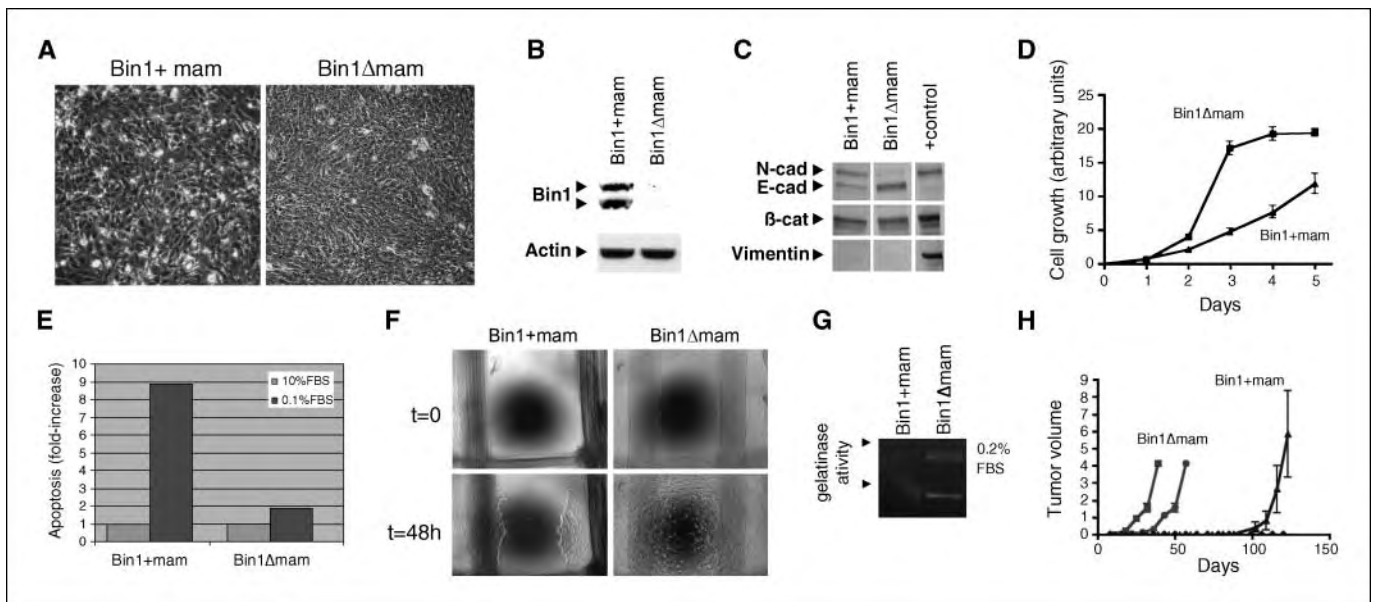 A
Bin1+ mam
Bin1Δmam
B
Bin1+mam
Bin1Δmam
Bin1
Actin
C
Bin1+mam
Bin1Δmam
+control
N-cad
E-cad
ß-cat
Vimentin
D
Cell growth (arbitrary units)
25
20
15
10
5
0
Bin1Δmam
Bin1+mam
0 1 2 3 4 5
Days
E
Apoptosis (fold-increase)
10
9
8
7
6
5
4
3
2
1
0
10%FBS
0.1%FBS
Bin1+mam
Bin1Δmam
F
Bin1+mam
Bin1Δmam
t=0
t=48h
G
Bin1+mam
Bin1Δmam
gelatinase
ativity
0.2%
FBS
H
Tumor volume
9
8
7
6
5
4
3
2
1
0
Bin1+mam
Bin1Δmam
0 50 100 150
Days